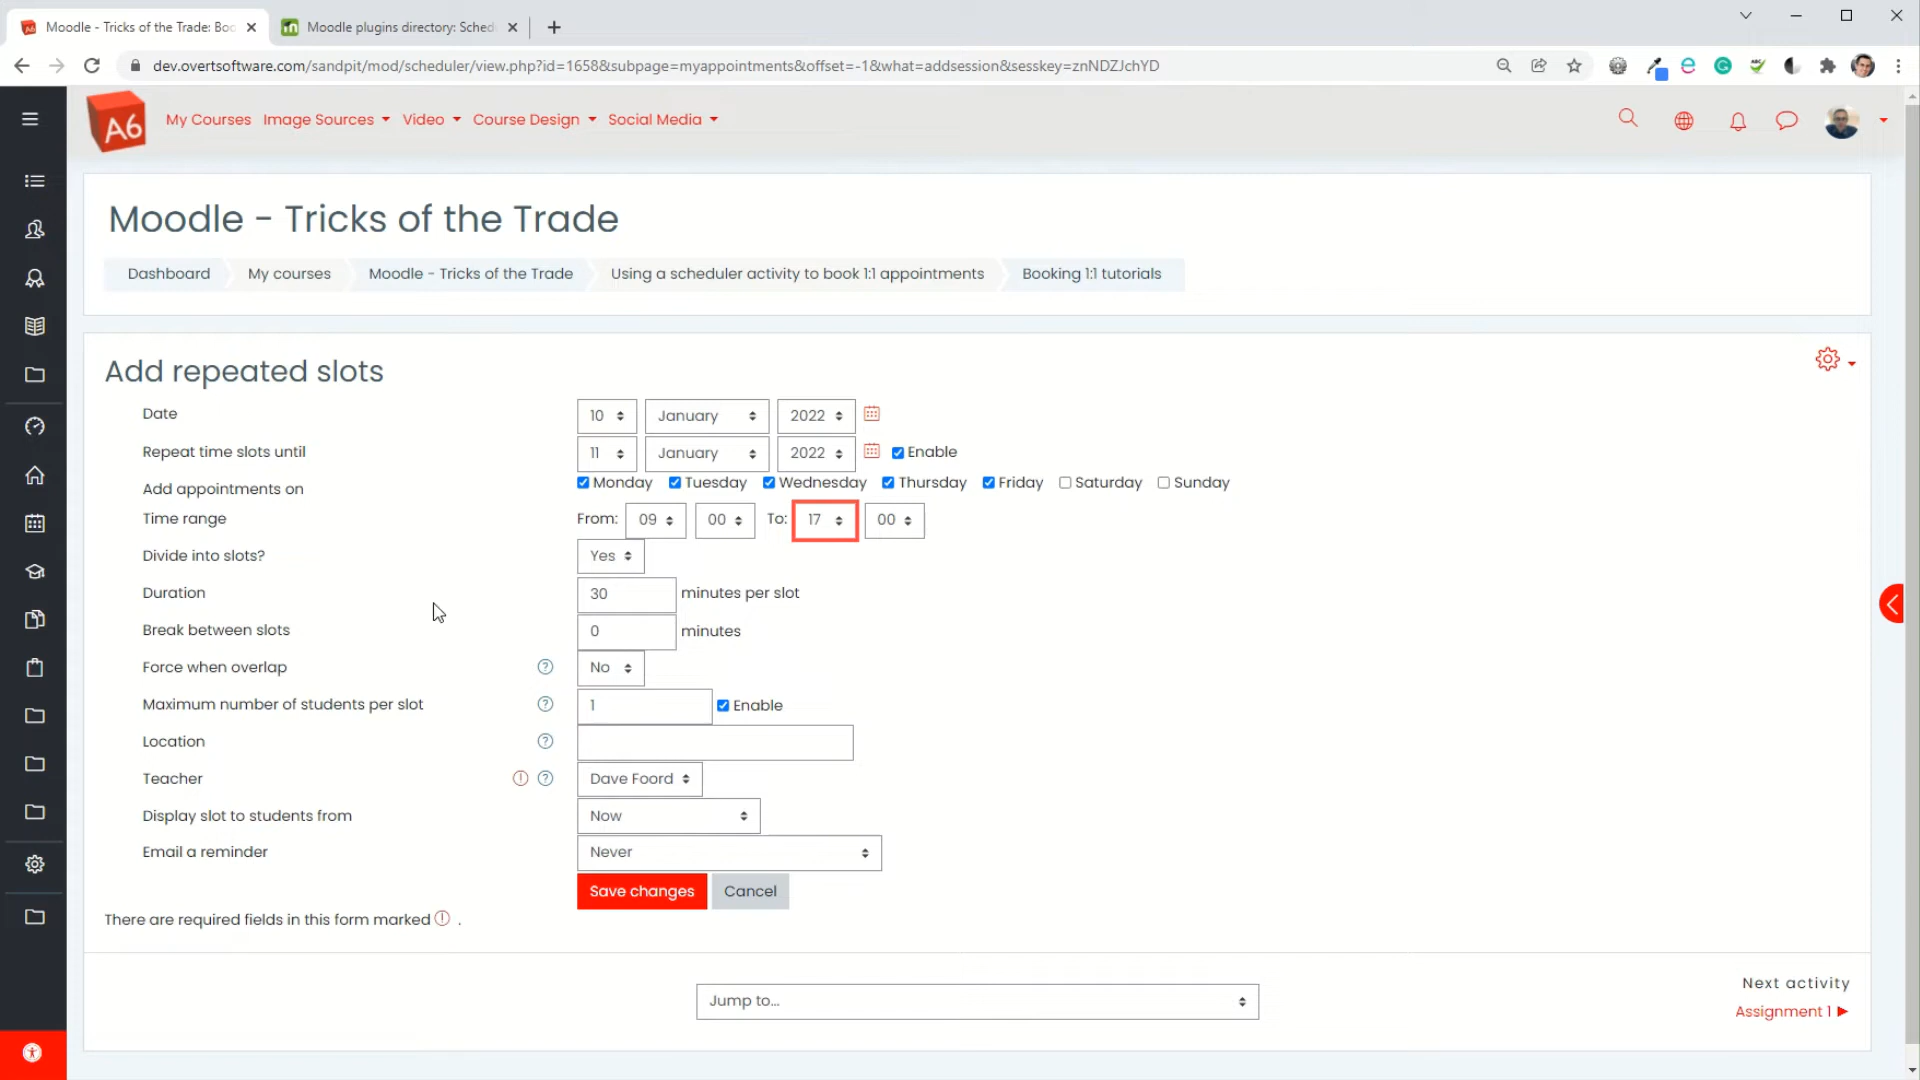 Moodle - Tricks of the Trade: Boo
Moodle plugins directory: Sched
dev.overtsoftware.com/sandpit/mod/scheduler/view.php?id=1658&subpage=myappointments&offset=-1&what=addsession&sesskey=znNDZJchYD
A6 My Courses Image Sources Video Course Design Social Media
Moodle - Tricks of the Trade
Dashboard My courses Moodle - Tricks of the Trade Using a scheduler activity to book 1:1 appointments Booking 1:1 tutorials
Add repeated slots
Date 10 January 2022
Repeat time slots until 11 January 2022 Enable
Add appointments on Monday Tuesday Wednesday Thursday Friday Saturday Sunday
Time range From: 09 00 To: 17 00
Divide into slots? Yes
Duration 30 minutes per slot
Break between slots 0 minutes
Force when overlap No
Maximum number of students per slot 1 Enable
Location
Teacher Dave Foord
Display slot to students from Now
Email a reminder Never
Save changes Cancel
There are required fields in this form marked .
Next activity
Jump to...
Assignment 1